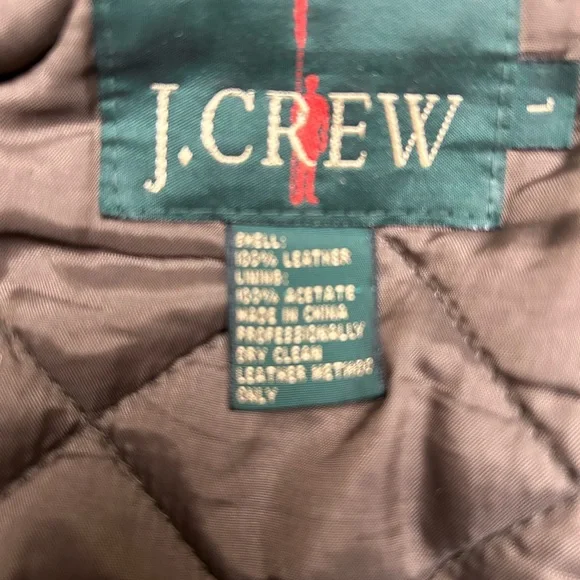 J.CREW
L
SHELL:
100% LEATHER
LINING:
100% ACETATE
MADE IN CHINA
PROFESSIONALLY
DRY CLEAN
LEATHER METHOD
ONLY